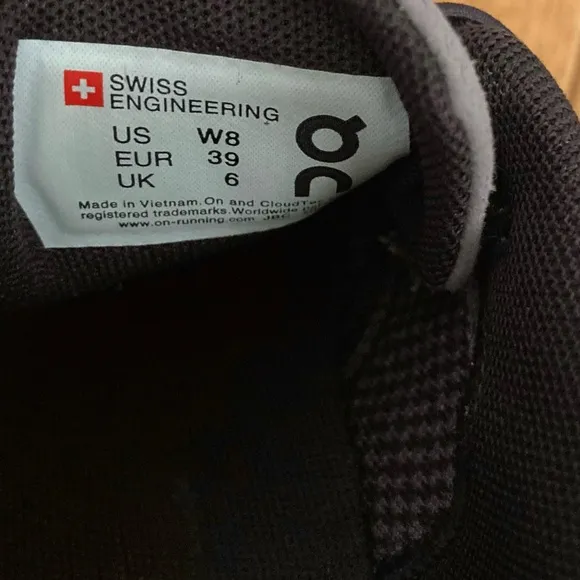 SWISS
ENGINEERING
US W8
EUR 39
UK 6
Made in Vietnam. On and
registered trademarks. Worldwide
www.on-running.com